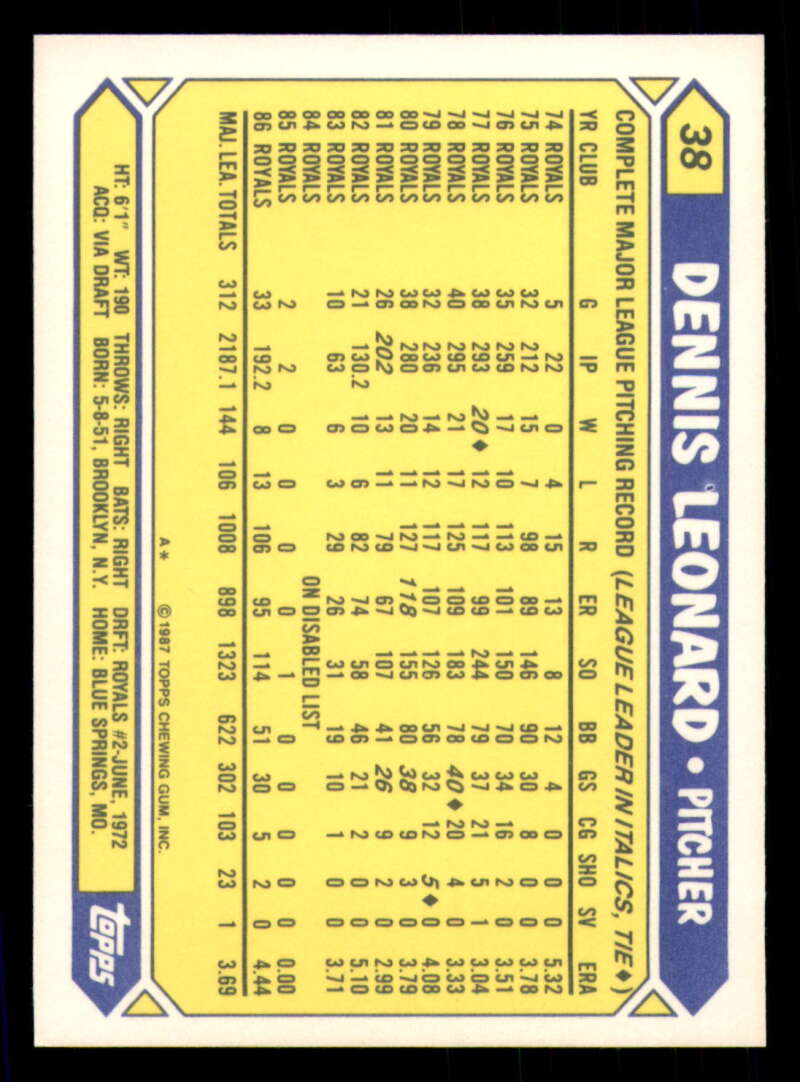 38 DENNIS LEONARD • PITCHER
COMPLETE MAJOR LEAGUE PITCHING RECORD (LEAGUE LEADER IN ITALICS, TIE♦)
YR CLUB G IP W L R ER SO BB GS CG SHO SV ERA
74 ROYALS 5 22 0 4 15 13 8 12 4 0 0 0 5.32
75 ROYALS 32 212 15 7 98 89 146 90 30 8 0 0 3.78
76 ROYALS 35 259 17 10 113 101 150 70 34 16 2 0 3.51
77 ROYALS 38 293 20♦ 12 117 99 244 79 37 21 5 1 3.04
78 ROYALS 40 295 21 17 125 109 183 78 40♦ 20 4 0 3.33
79 ROYALS 32 236 14 12 117 107 126 56 32 12 5♦ 0 4.08
80 ROYALS 38 280 20 11 127 118 155 80 38 9 3 0 3.79
81 ROYALS 26 202 13 11 79 67 107 41 26 9 2 0 2.99
82 ROYALS 21 130.2 10 6 82 74 58 46 21 2 0 0 5.10
83 ROYALS 10 63 6 3 29 26 31 19 10 1 0 0 3.71
84 ROYALS ON DISABLED LIST
85 ROYALS 2 2 0 0 0 0 1 0 0 0 0 0 0.00
86 ROYALS 33 192.2 8 13 106 95 114 51 30 5 2 0 4.44
MAJ. LEA. TOTALS 312 2187.1 144 106 1008 898 1323 622 302 103 23 1 3.69
A* ©1987 TOPPS CHEWING GUM, INC.
HT: 6'1" WT: 190 THROWS: RIGHT BATS: RIGHT DRFT: ROYALS #2-JUNE, 1972
ACQ: VIA DRAFT BORN: 5-8-51, BROOKLYN, N.Y. HOME: BLUE SPRINGS, MO.
topps